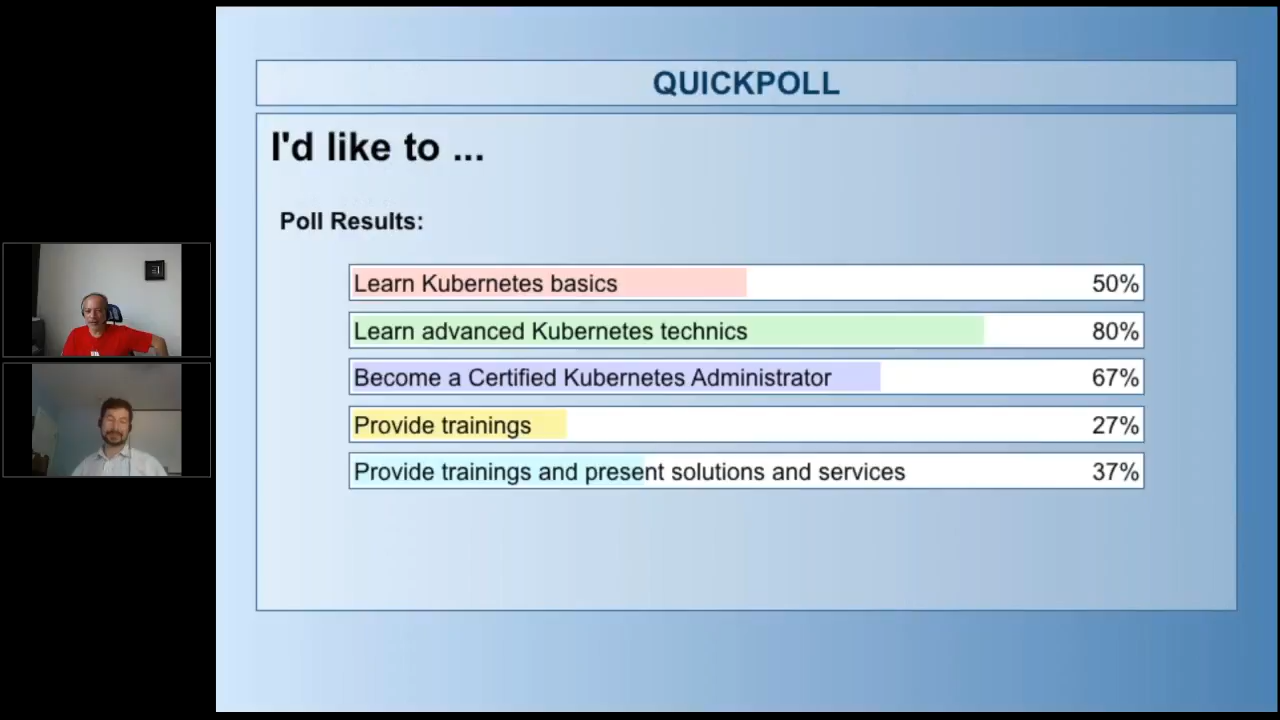 QUICKPOLL
I'd like to ...
Poll Results:
Learn Kubernetes basics 50%
Learn advanced Kubernetes technics 80%
Become a Certified Kubernetes Administrator 67%
Provide trainings 27%
Provide trainings and present solutions and services 37%